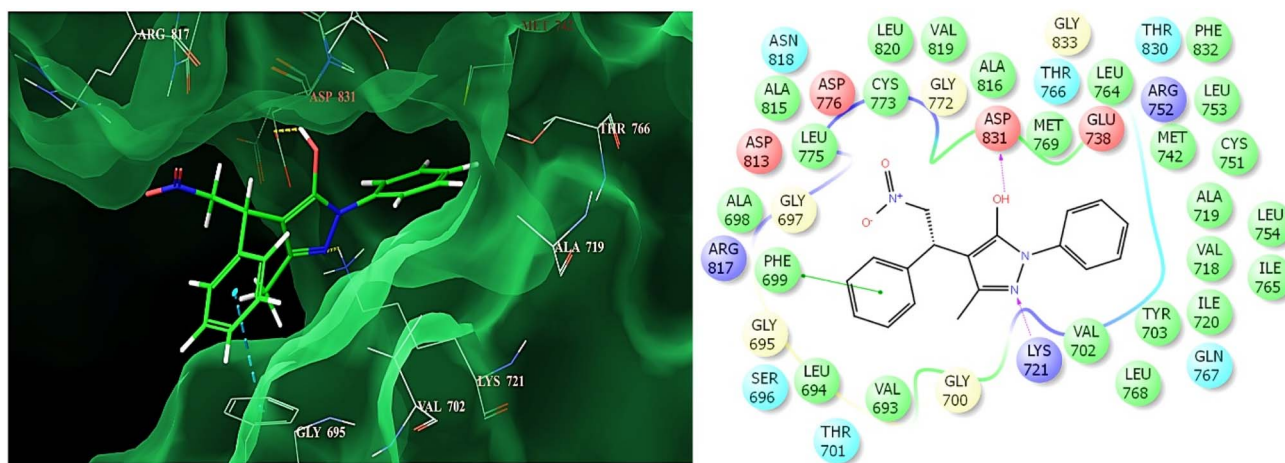 ARG 817
MET 742
ASP 831
THR 766
ALA 719
LYS 721
VAL 702
GLY 695
ASN
818
LEU
820
VAL
819
GLY
833
THR
830
PHE
832
ALA
815
ASP
776
CYS
773
GLY
772
ALA
816
THR
766
LEU
764
ARG
752
LEU
753
ASP
813
LEU
775
ASP
831
MET
769
GLU
738
MET
742
CYS
751
O
N+
O-
OH
ALA
698
GLY
697
ALA
719
LEU
754
ARG
817
PHE
699
N
N
VAL
718
ILE
765
GLY
695
TYR
703
ILE
720
SER
696
LEU
694
VAL
693
GLY
700
LYS
721
VAL
702
LEU
768
GLN
767
THR
701